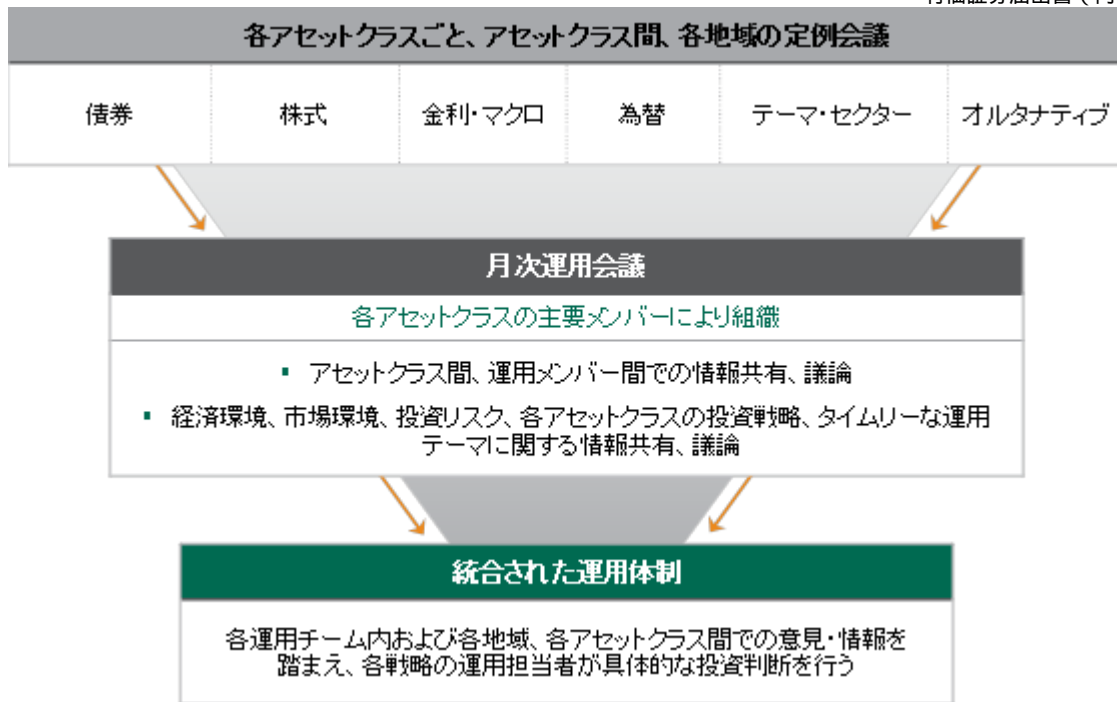 各アセットクラスごと、アセットクラス間、各地域の定例会議
債券 株式 金利・マクロ 為替 テーマ・セクター オルタナティブ
月次運用会議
各アセットクラスの主要メンバーにより組織
▪ アセットクラス間、運用メンバー間での情報共有、議論
▪ 経済環境、市場環境、投資リスク、各アセットクラスの投資戦略、タイムリーな運用
テーマに関する情報共有、議論
統合された運用体制
各運用チーム内および各地域、各アセットクラス間での意見・情報を
踏まえ、各戦略の運用担当者が具体的な投資判断を行う